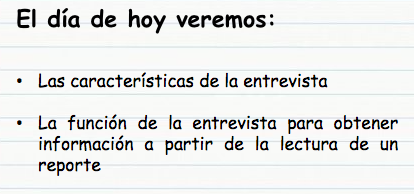 El día de hoy veremos:
• Las características de la entrevista
• La función de la entrevista para obtener
información a partir de la lectura de un
reporte